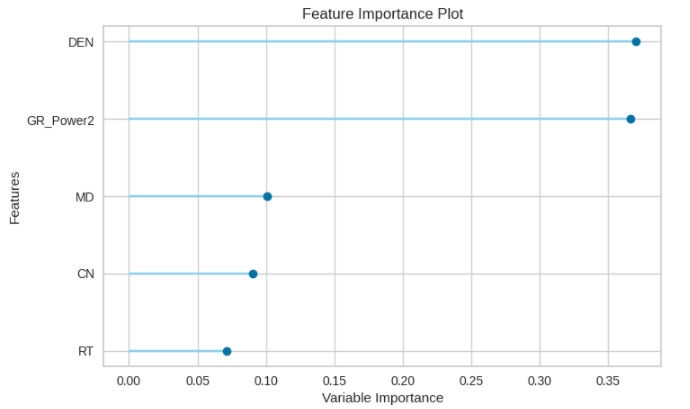 Feature Importance Plot
DEN
GR_Power2
MD
CN
RT
Features
0.00 0.05 0.10 0.15 0.20 0.25 0.30 0.35
Variable Importance